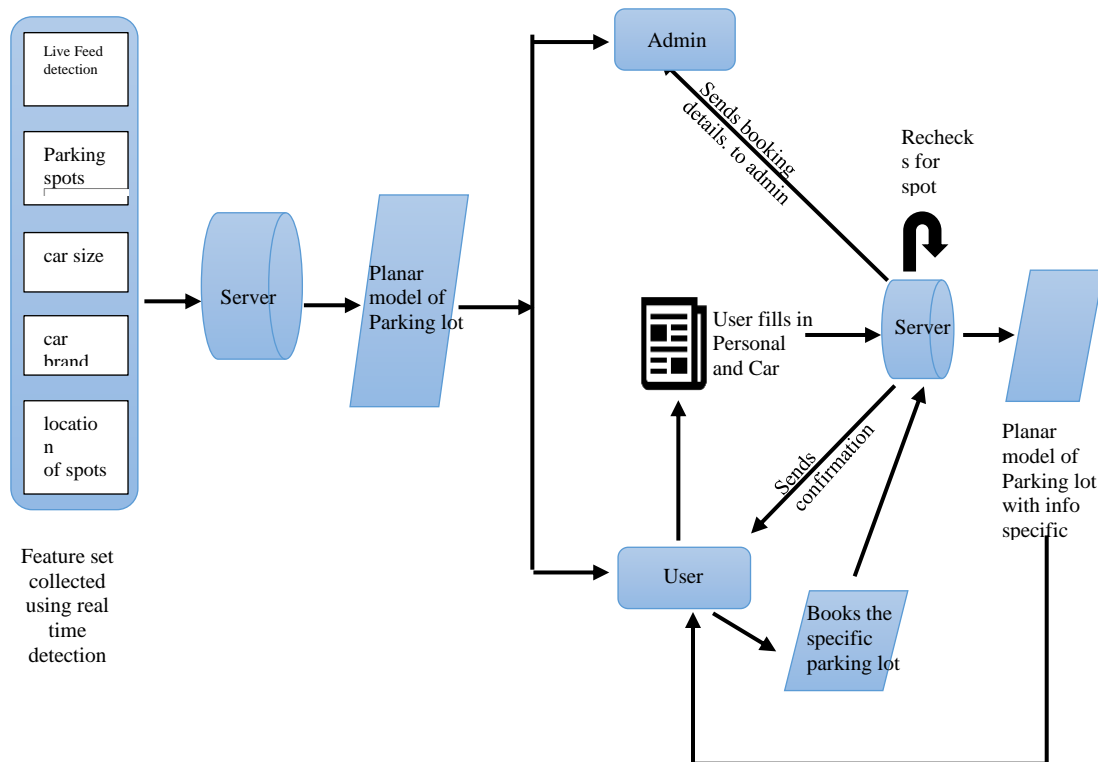 Live Feed
detection
Parking
spots
car size
car
brand
locatio
n
of spots
Feature set
collected
using real
time
detection
Server
Planar
model of
Parking lot
Admin
Sends booking
details. to admin
Recheck
s for
spot
User fills in
Personal
and Car
Server
Sends
confirmation
User
Books the
specific
parking lot
Planar
model of
Parking lot
with info
specific